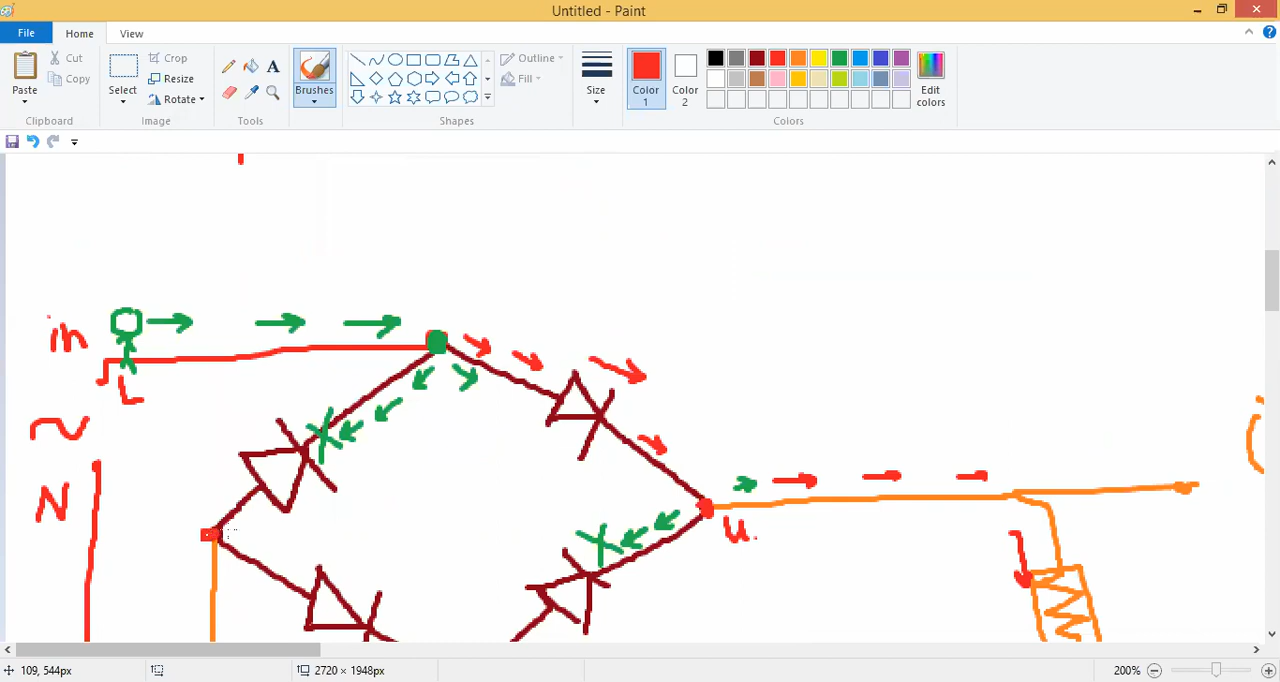 Untitled - Paint
File
Home
View
Paste
Cut
Copy
Clipboard
Select
Crop
Resize
Rotate
Image
Tools
A
Brushes
Shapes
Outline
Fill
Size
Color 1
Color 2
Edit colors
Colors
in
L
~
N
u.
109, 544px
2720 × 1948px
200%